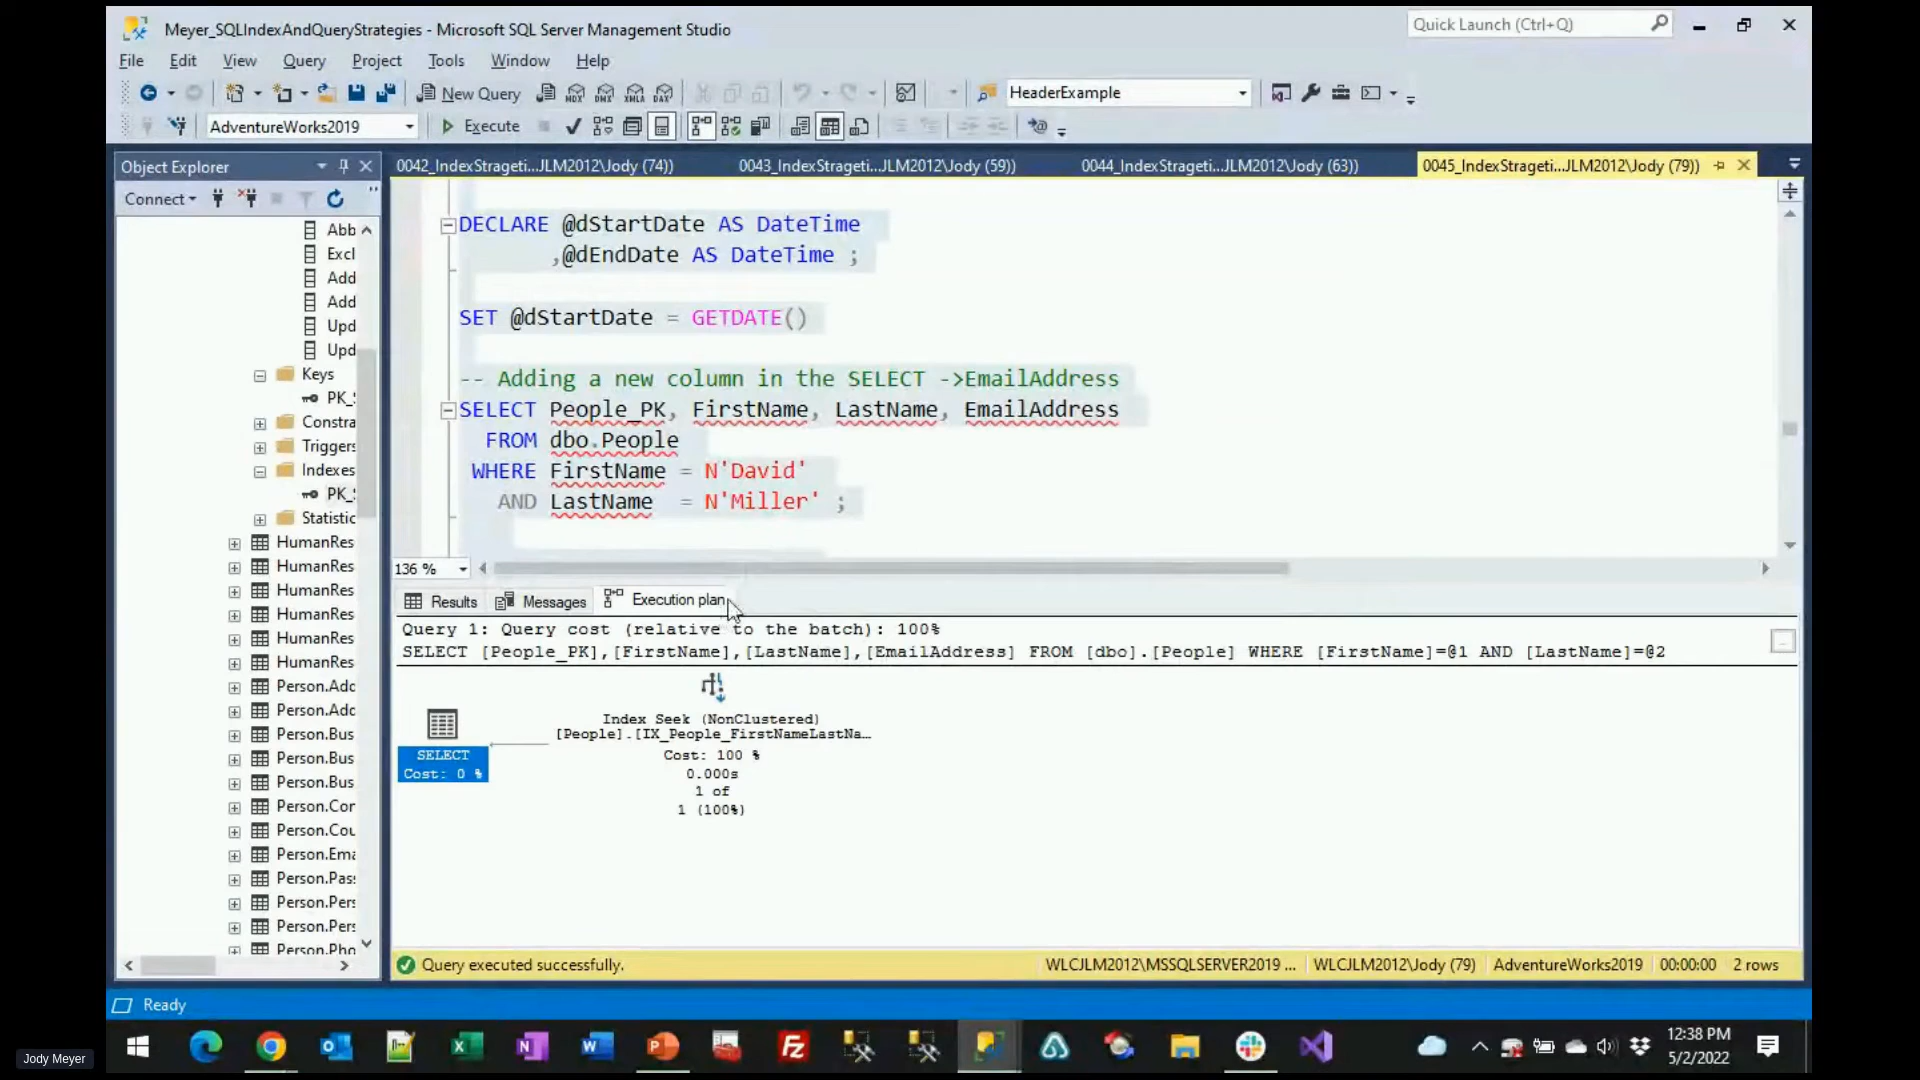 Meyer_SQLIndexAndQueryStrategies - Microsoft SQL Server Management Studio
Quick Launch (Ctrl+Q)
File Edit View Query Project Tools Window Help
New Query
MDX DMX XMLA DAX
HeaderExample
AdventureWorks2019
Execute
Object Explorer
0042_IndexStrageti...JLM2012\Jody (74))
0043_IndexStrageti...JLM2012\Jody (59))
0044_IndexStrageti...JLM2012\Jody (63))
0045_IndexStrageti...JLM2012\Jody (79))
Connect
Abb
Excl
Add
Add
Upd
Upd
Keys
PK_S
Constra
Triggers
Indexes
PK_S
Statistic
HumanRes
HumanRes
HumanRes
HumanRes
HumanRes
HumanRes
Person.Add
Person.Add
Person.Bus
Person.Bus
Person.Bus
Person.Cor
Person.Cou
Person.Ema
Person.Pas
Person.Pers
Person.Pers
Person.Pho
DECLARE @dStartDate AS DateTime
,@dEndDate AS DateTime ;
SET @dStartDate = GETDATE()
-- Adding a new column in the SELECT ->EmailAddress
SELECT People_PK, FirstName, LastName, EmailAddress
FROM dbo.People
WHERE FirstName = N'David'
AND LastName = N'Miller' ;
136 %
Results Messages Execution plan
Query 1: Query cost (relative to the batch): 100%
SELECT [People_PK],[FirstName],[LastName],[EmailAddress] FROM [dbo].[People] WHERE [FirstName]=@1 AND [LastName]=@2
SELECT
Cost: 0 %
Index Seek (NonClustered)
[People].[IX_People_FirstNameLastNa…
Cost: 100 %
0.000s
1 of
1 (100%)
Query executed successfully.
WLCJLM2012\MSSQLSERVER2019 ...
WLCJLM2012\Jody (79)
AdventureWorks2019
00:00:00
2 rows
Ready
Jody Meyer
12:38 PM
5/2/2022